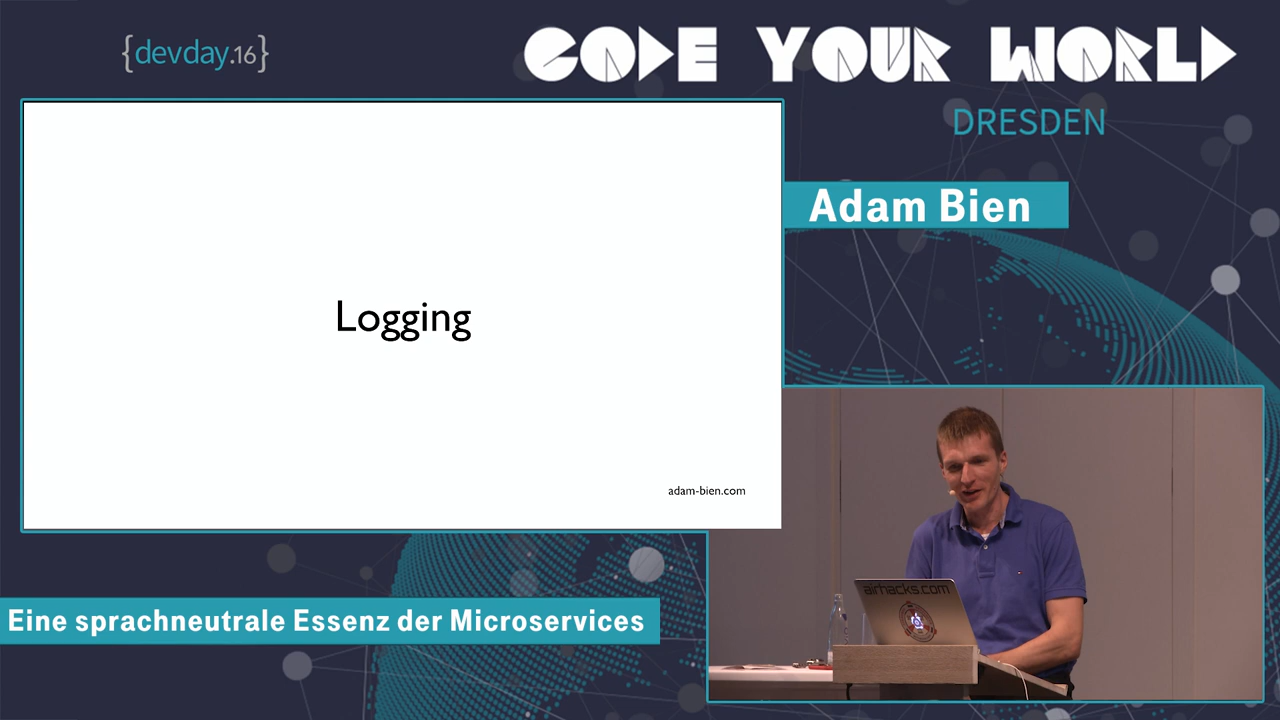 {devday.16}
CODE YOUR WORLD
DRESDEN
Adam Bien
Logging
adam-bien.com
airhacks.com
Eine sprachneutrale Essenz der Microservices